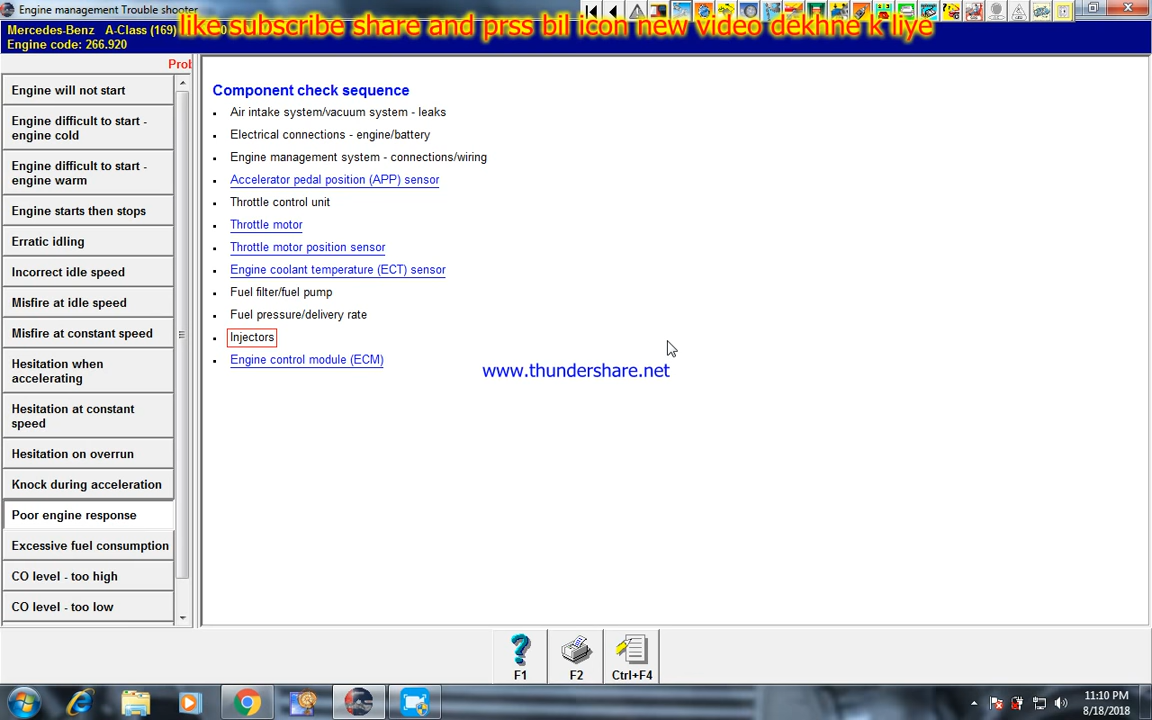 Engine management Trouble shooter
Mercedes-Benz A-Class (169)
Engine code: 266.920
like subscribe share and prss bil icon new video dekhne k liye
Engine will not start
Engine difficult to start -
engine cold
Engine difficult to start -
engine warm
Engine starts then stops
Erratic idling
Incorrect idle speed
Misfire at idle speed
Misfire at constant speed
Hesitation when
accelerating
Hesitation at constant
speed
Hesitation on overrun
Knock during acceleration
Poor engine response
Excessive fuel consumption
CO level - too high
CO level - too low
Component check sequence
Air intake system/vacuum system - leaks
Electrical connections - engine/battery
Engine management system - connections/wiring
Accelerator pedal position (APP) sensor
Throttle control unit
Throttle motor
Throttle motor position sensor
Engine coolant temperature (ECT) sensor
Fuel filter/fuel pump
Fuel pressure/delivery rate
Injectors
Engine control module (ECM)
www.thundershare.net
F1
F2
Ctrl+F4
11:10 PM
8/18/2018